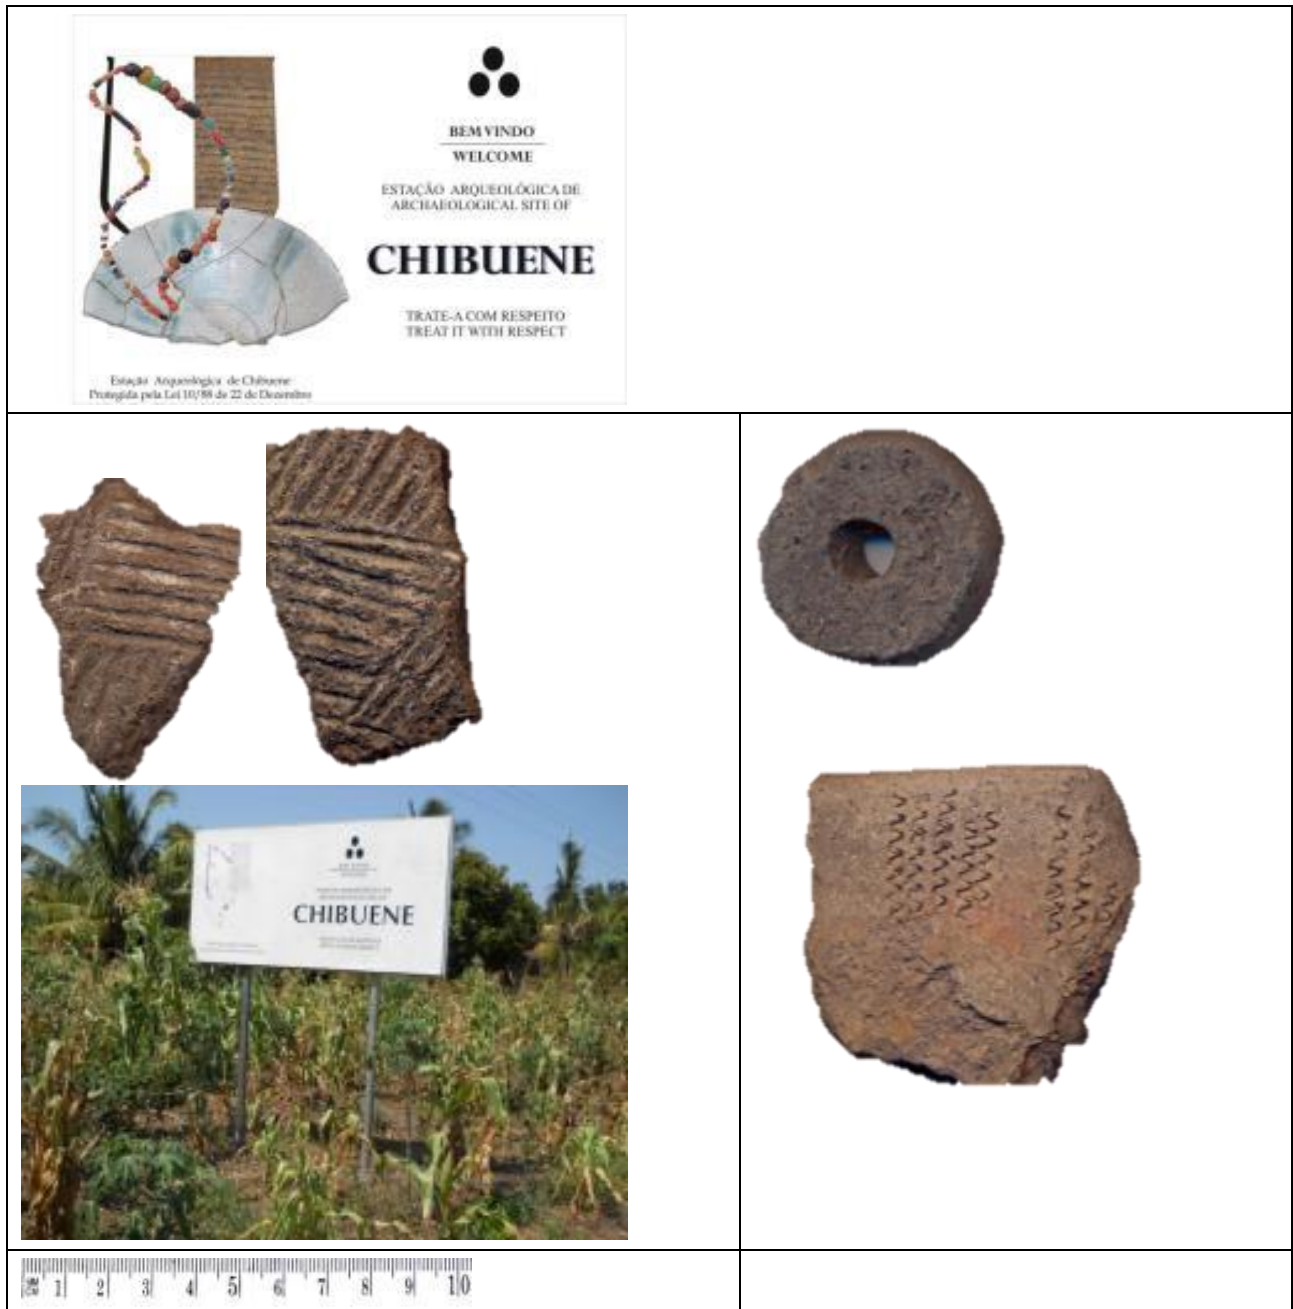 BEM VINDO
WELCOME
ESTAÇÃO ARQUEOLÓGICA DE
ARCHAEOLOGICAL SITE OF
CHIBUENE
TRATE-A COM RESPEITO
TREAT IT WITH RESPECT
Estação Arqueológica de Chibuene
Protegida pela Lei 10/88 de 22 de Dezembro
CHIBUENE
1 2 3 4 5 6 7 8 9 10